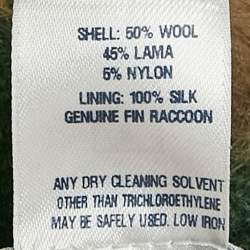 SHELL: 50% WOOL
45% LAMA
5% NYLON
LINING: 100% SILK
GENUINE FIN RACCOON
ANY DRY CLEANING SOLVENT
OTHER THAN TRICHLOROETHYLENE
MAY BE SAFELY USED. LOW IRON